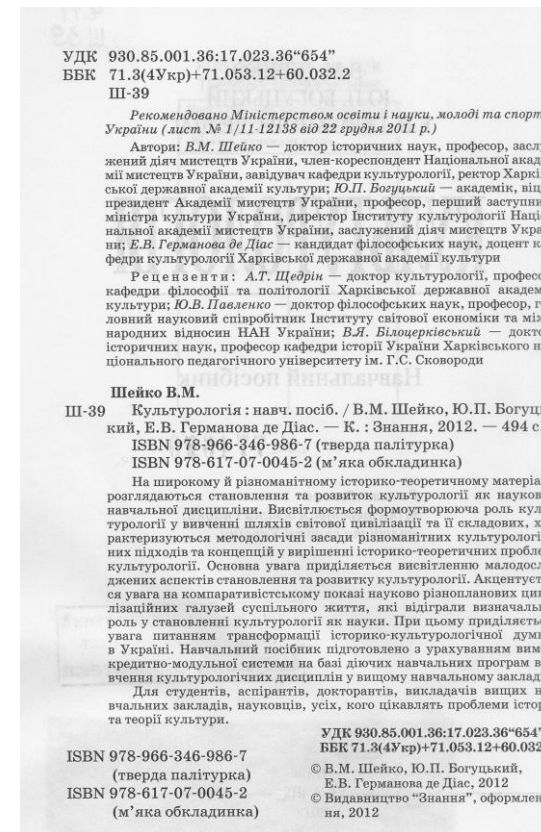 УДК 930.85.001.36:17.023.36“654”
ББК 71.3(4Укр)+71.053.12+60.032.2
Ш-39
Рекомендовано Міністерством освіти і науки, молоді та спорт
України (лист № 1/11-12138 від 22 грудня 2011 р.)
Автори: В.М. Шейко — доктор історичних наук, професор, засл
жений діяч мистецтв України, член-кореспондент Національної акад
мії мистецтв України, завідувач кафедри культурології, ректор Харкі
ської державної академії культури; Ю.П. Богуцький — академік, віц
президент Академії мистецтв України, професор, перший заступни
міністра культури України, директор Інституту культурології Наці
нальної академії мистецтв України, заслужений діяч мистецтв Укра
ни; Е.В. Германова де Діас — кандидат філософських наук, доцент к
федри культурології Харківської державної академії культури
Рецензенти: А.Т. Щедрін — доктор культурології, професо
кафедри філософії та політології Харківської державної академ
культури; Ю.В. Павленко — доктор філософських наук, професор, г
ловний науковий співробітник Інституту світової економіки та мі
народних відносин НАН України; В.Я. Білоцерківський — докто
історичних наук, професор кафедри історії України Харківського н
ціонального педагогічного університету ім. Г.С. Сковороди
Шейко В.М.
Ш-39 Культурологія : навч. посіб. / В.М. Шейко, Ю.П. Богуц
кий, Е.В. Германова де Діас. — К. : Знання, 2012. — 494 с.
ISBN 978-966-346-986-7 (тверда палітурка)
ISBN 978-617-07-0045-2 (м’яка обкладинка)
На широкому й різноманітному історико-теоретичному матеріа
розглядаються становлення та розвиток культурології як науков
навчальної дисципліни. Висвітлюється формоутворююча роль кул
турології у вивченні шляхів світової цивілізації та її складових, х
рактеризуються методологічні засади різноманітних культурологі
них підходів та концепцій у вирішенні історико-теоретичних пробле
культурології. Основна увага приділяється висвітленню малодос
джених аспектів становлення та розвитку культурології. Акцентуєт
ся увага на компаративістському показі науково різнопланових ци
лізаційних галузей суспільного життя, які відіграли визначаль
роль у становленні культурології як науки. При цьому приділяєтьс
увага питанням трансформації історико-культурологічної думк
в Україні. Навчальний посібник підготовлено з урахуванням вим
кредитно-модульної системи на базі діючих навчальних програм в
вчення культурологічних дисциплін у вищому навчальному заклад
Для студентів, аспірантів, докторантів, викладачів вищих н
вчальних закладів, науковців, усіх, кого цікавлять проблеми істор
та теорії культури.
УДК 930.85.001.36:17.023.36“654”
ББК 71.3(4Укр)+71.053.12+60.032
ISBN 978-966-346-986-7
(тверда палітурка)
ISBN 978-617-07-0045-2
(м’яка обкладинка)
© В.М. Шейко, Ю.П. Богуцький,
Е.В. Германова де Діас, 2012
© Видавництво “Знання”, оформлен
ня, 2012